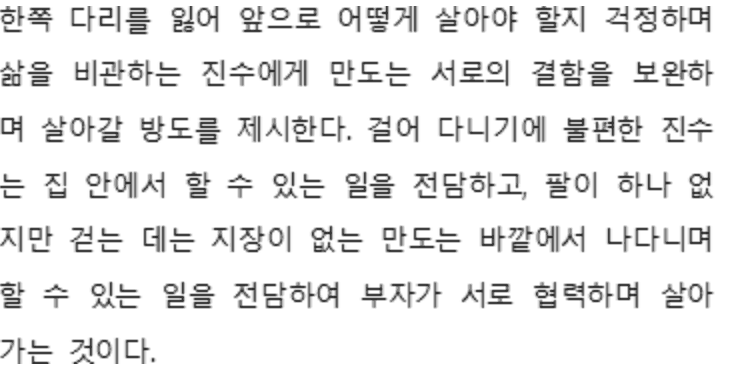 한쪽 다리를 잃어 앞으로 어떻게 살아야 할지 걱정하며
삶을 비관하는 진수에게 만도는 서로의 결함을 보완하
며 살아갈 방도를 제시한다. 걸어 다니기에 불편한 진수
는 집 안에서 할 수 있는 일을 전담하고, 팔이 하나 없
지만 걷는 데는 지장이 없는 만도는 바깥에서 나다니며
할 수 있는 일을 전담하여 부자가 서로 협력하며 살아
가는 것이다.